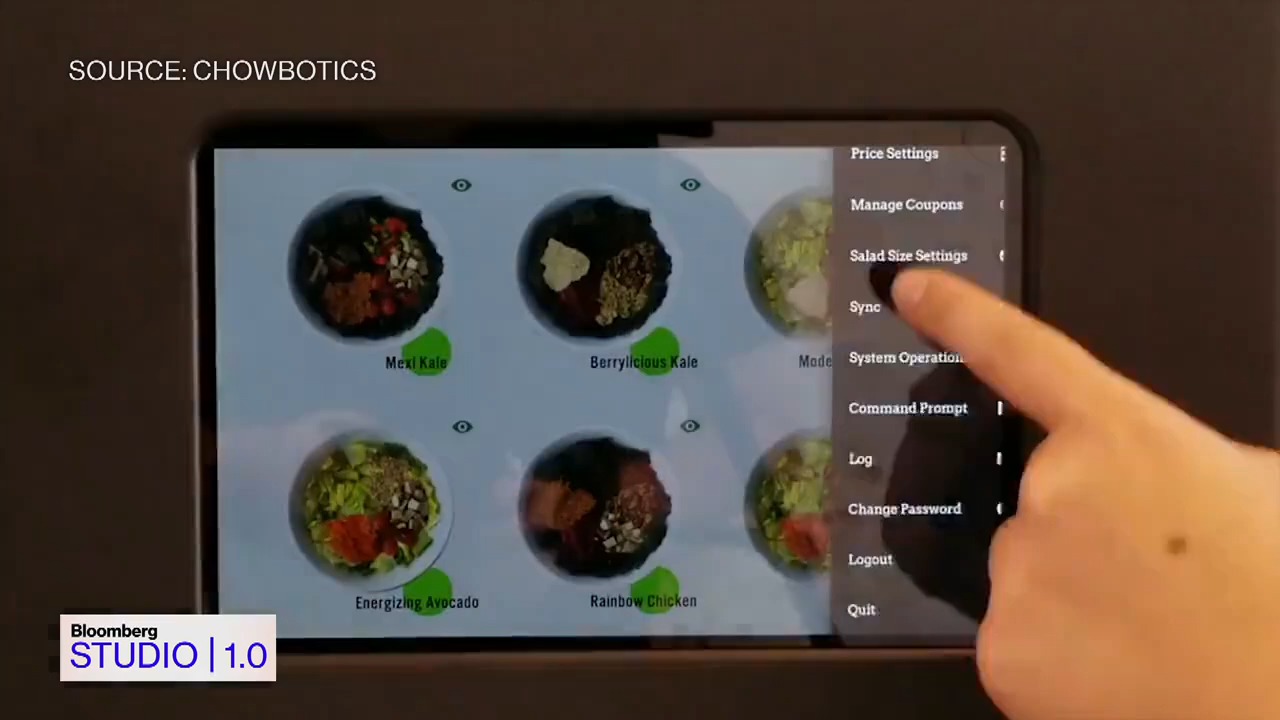 SOURCE: CHOWBOTICS
Price Settings
Manage Coupons
Salad Size Settings
Sync
System Operation
Command Prompt
Log
Change Password
Logout
Quit
Mexi Kale
Berrylicious Kale
Mode
Energizing Avocado
Rainbow Chicken
Bloomberg
STUDIO | 1.0